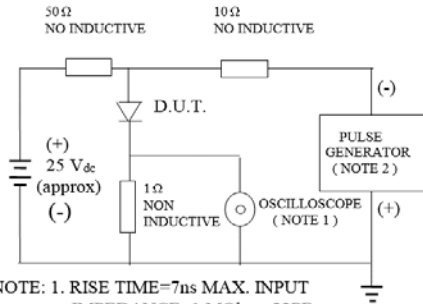 50Ω
NO INDUCTIVE
10Ω
NO INDUCTIVE
(-)
D.U.T.
PULSE
GENERATOR
( NOTE 2 )
(+)
25 Vdc
(approx)
(-)
1Ω
NON
INDUCTIVE
OSCILLOSCOPE
( NOTE 1 )
(+)
NOTE: 1. RISE TIME=7ns MAX. INPUT